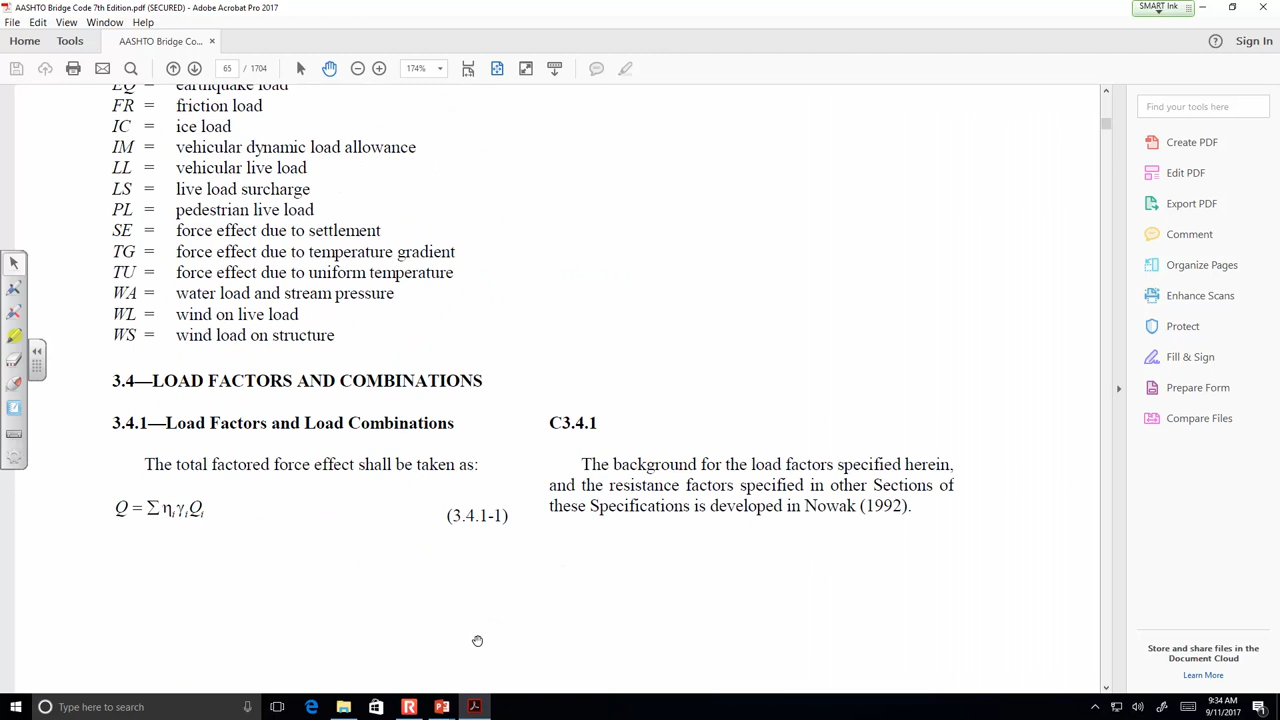 AASHTO Bridge Code 7th Edition.pdf (SECURED) - Adobe Acrobat Pro 2017
SMART Ink
File Edit View Window Help
Home Tools AASHTO Bridge Co... × Sign In
65 / 1704 174%
EQ = earthquake load
FR = friction load
IC = ice load
IM = vehicular dynamic load allowance
LL = vehicular live load
LS = live load surcharge
PL = pedestrian live load
SE = force effect due to settlement
TG = force effect due to temperature gradient
TU = force effect due to uniform temperature
WA = water load and stream pressure
WL = wind on live load
WS = wind load on structure
3.4—LOAD FACTORS AND COMBINATIONS
3.4.1—Load Factors and Load Combinations
The total factored force effect shall be taken as:
Q = Σ ηᵢγᵢQᵢ (3.4.1-1)
C3.4.1
The background for the load factors specified herein,
and the resistance factors specified in other Sections of
these Specifications is developed in Nowak (1992).
Find your tools here
Create PDF
Edit PDF
Export PDF
Comment
Organize Pages
Enhance Scans
Protect
Fill & Sign
Prepare Form
Compare Files
Store and share files in the
Document Cloud
Learn More
Type here to search
9:34 AM
9/11/2017